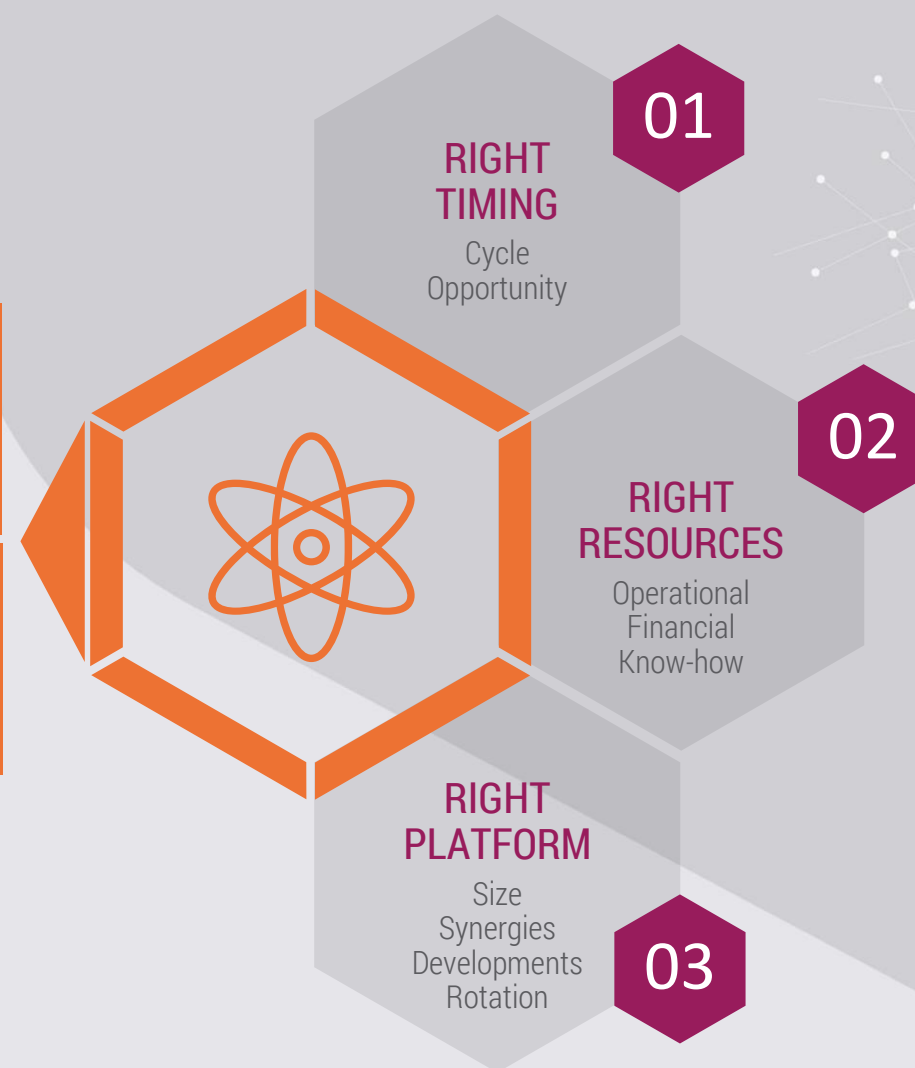 01
RIGHT
TIMING
Cycle
Opportunity
02
RIGHT
RESOURCES
Operational
Financial
Know-how
RIGHT
PLATFORM
Size
Synergies
Developments
Rotation
03